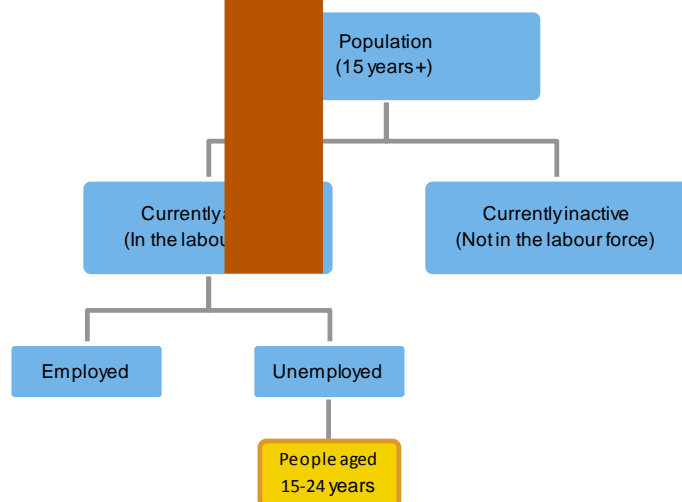 Population
(15 years+)
Currently
(In the
Currently inactive
(Not in the labour force)
Employed
Unemployed
People aged
15-24 years